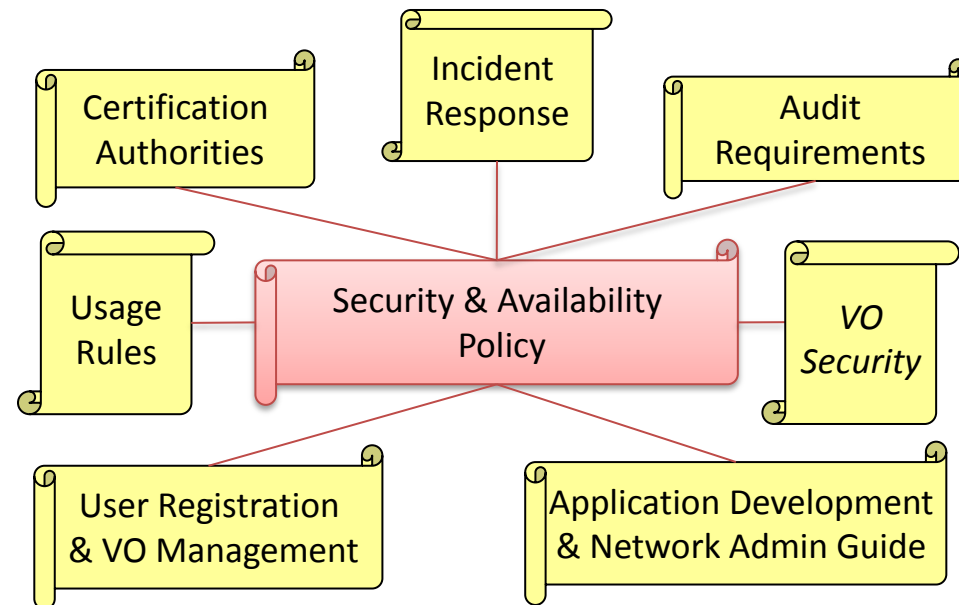 Certification
Authorities
Incident
Response
Audit
Requirements
Usage
Rules
Security & Availability
Policy
VO
Security
User Registration
& VO Management
Application Development
& Network Admin Guide